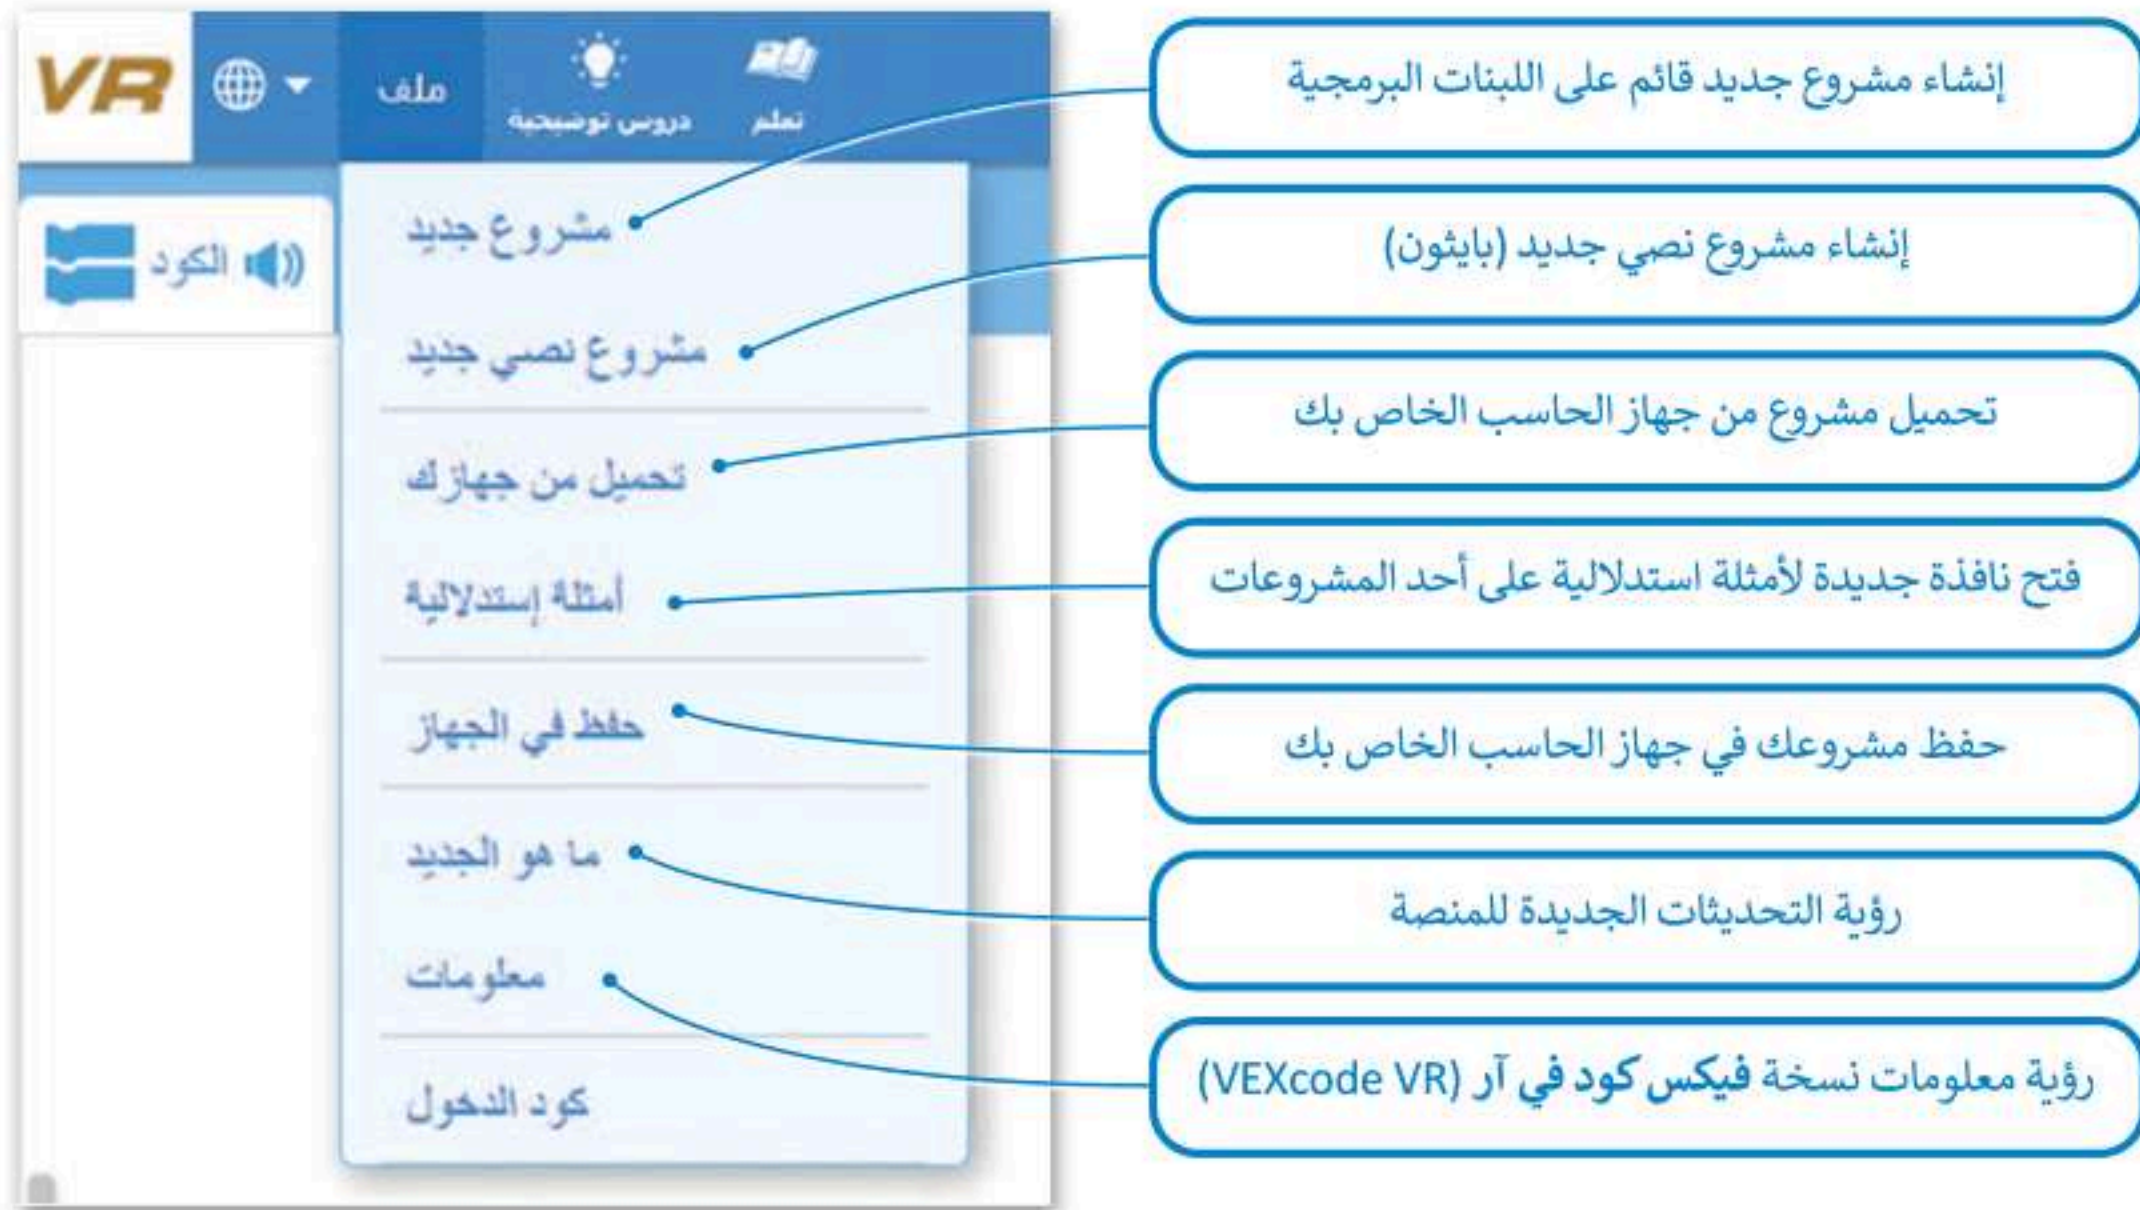 VR
ملف
دروس توضيحية
تعلم
الكود
مشروع جديد
مشروع نصي جديد
تحميل من جهازك
أمثلة إستدلالية
حفظ في الجهاز
ما هو الجديد
معلومات
كود الدخول
إنشاء مشروع جديد قائم على اللبنات البرمجية
إنشاء مشروع نصي جديد (بايثون)
تحميل مشروع من جهاز الحاسب الخاص بك
فتح نافذة جديدة لأمثلة استدلالية على أحد المشروعات
حفظ مشروعك في جهاز الحاسب الخاص بك
رؤية التحديثات الجديدة للمنصة
رؤية معلومات نسخة فيكس كود في آر (VEXcode VR)